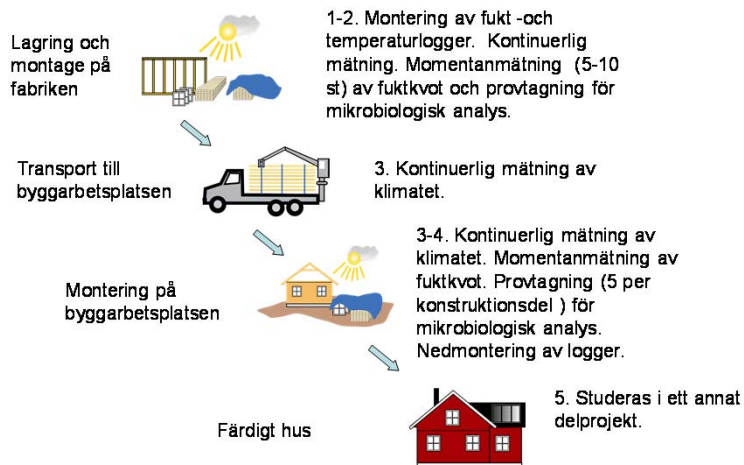 Lagring och
montage på
fabriken
1-2. Montering av fukt -och
temperaturlogger. Kontinuerlig
mätning. Momentanmätning (5-10
st) av fuktkvot och provtagning för
mikrobiologisk analys.
Transport till
byggarbetsplatsen
3. Kontinuerlig mätning av
klimatet.
Montering på
byggarbetsplatsen
3-4. Kontinuerlig mätning av
klimatet. Momentanmätning av
fuktkvot. Provtagning (5 per
konstruktionsdel ) för
mikrobiologisk analys.
Nedmontering av logger.
Färdigt hus
5. Studeras i ett annat
delprojekt.